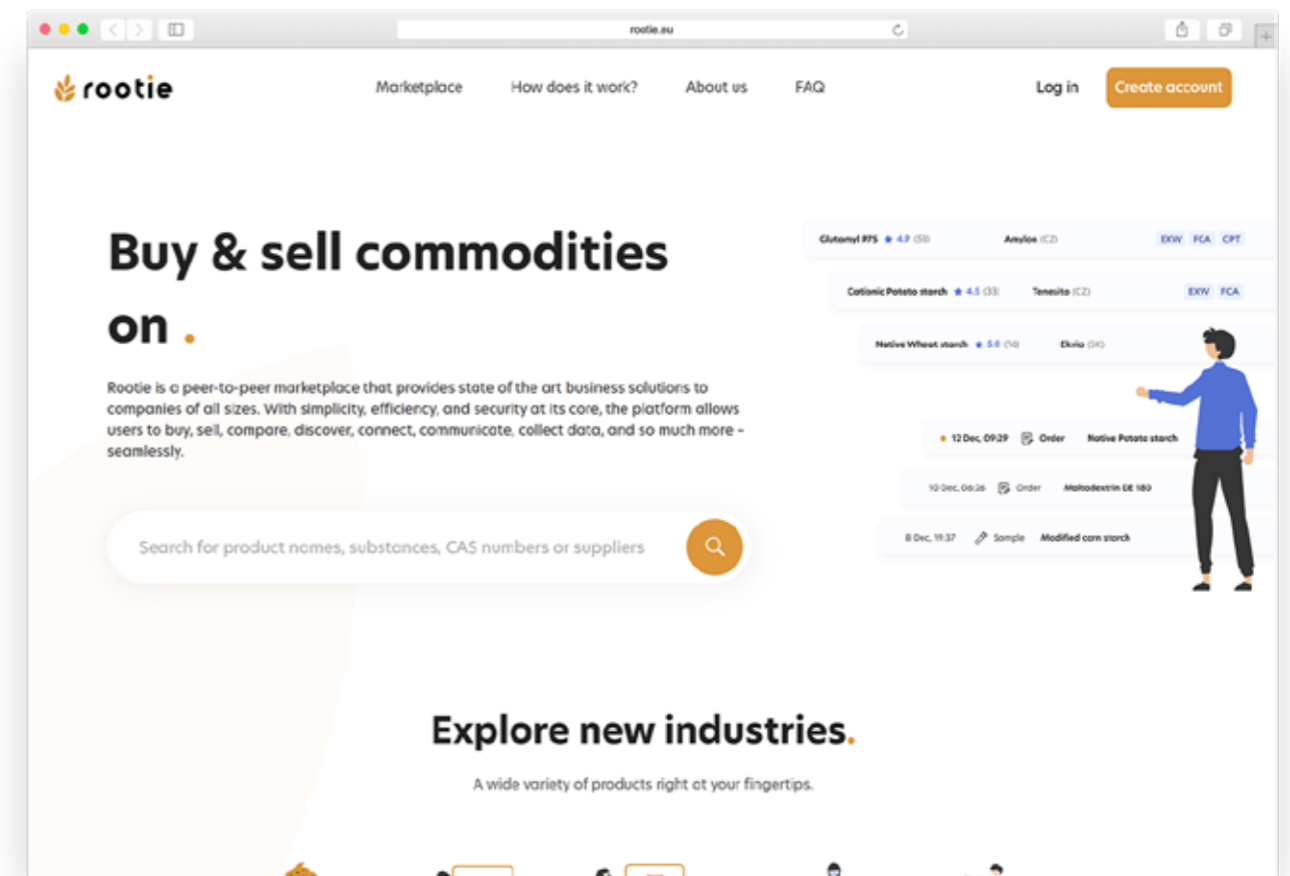 rootie.eu
rootie
Marketplace How does it work? About us FAQ Log in Create account
Buy & sell commodities
on .
Rootie is a peer-to-peer marketplace that provides state of the art business solutions to
companies of all sizes. With simplicity, efficiency, and security at its core, the platform allows
users to buy, sell, compare, discover, connect, communicate, collect data, and so much more –
seamlessly.
Search for product names, substances, CAS numbers or suppliers
Glutamyl P75 ★ 4.9 Amylon (CZ) EXW FCA CPT
Cationic Potato starch ★ 4.5 (33) Tenesito (CZ) EXW FCA
Native Wheat starch ★ 5.0 (SK)
12 Dec, 09:29 Order Native Potato starch
10 Dec, 06:26 Order Maltodextrin DE 180
8 Dec, 19:37 Sample Modified corn starch
Explore new industries.
A wide variety of products right at your fingertips.